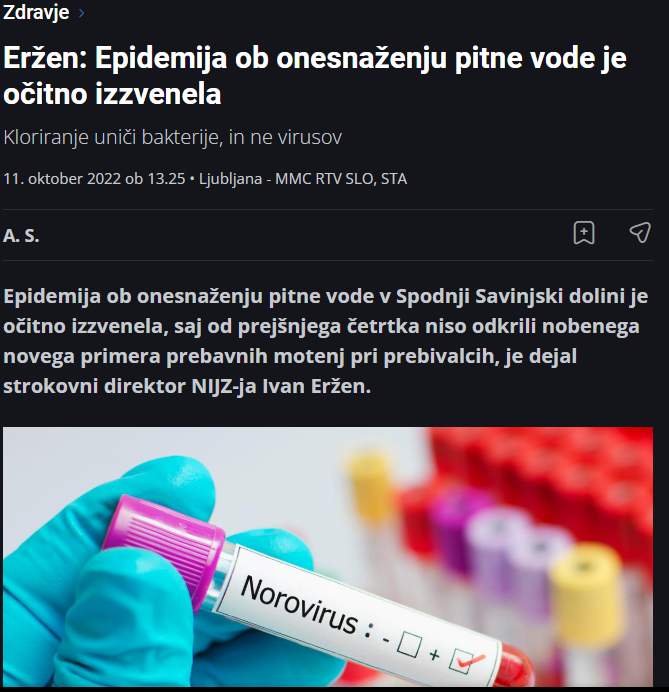 Zdravje
Eržen: Epidemija ob onesnaženju pitne vode je
očitno izzvenela
Kloriranje uniči bakterije, in ne virusov
11. oktober 2022 ob 13.25 • Ljubljana - MMC RTV SLO, STA
A. S.
Epidemija ob onesnaženju pitne vode v Spodnji Savinjski dolini je
očitno izzvenela, saj od prejšnjega četrtka niso odkrili nobenega
novega primera prebavnih motenj pri prebivalcih, je dejal
strokovni direktor NIJZ-ja Ivan Eržen.
Norovirus : - +